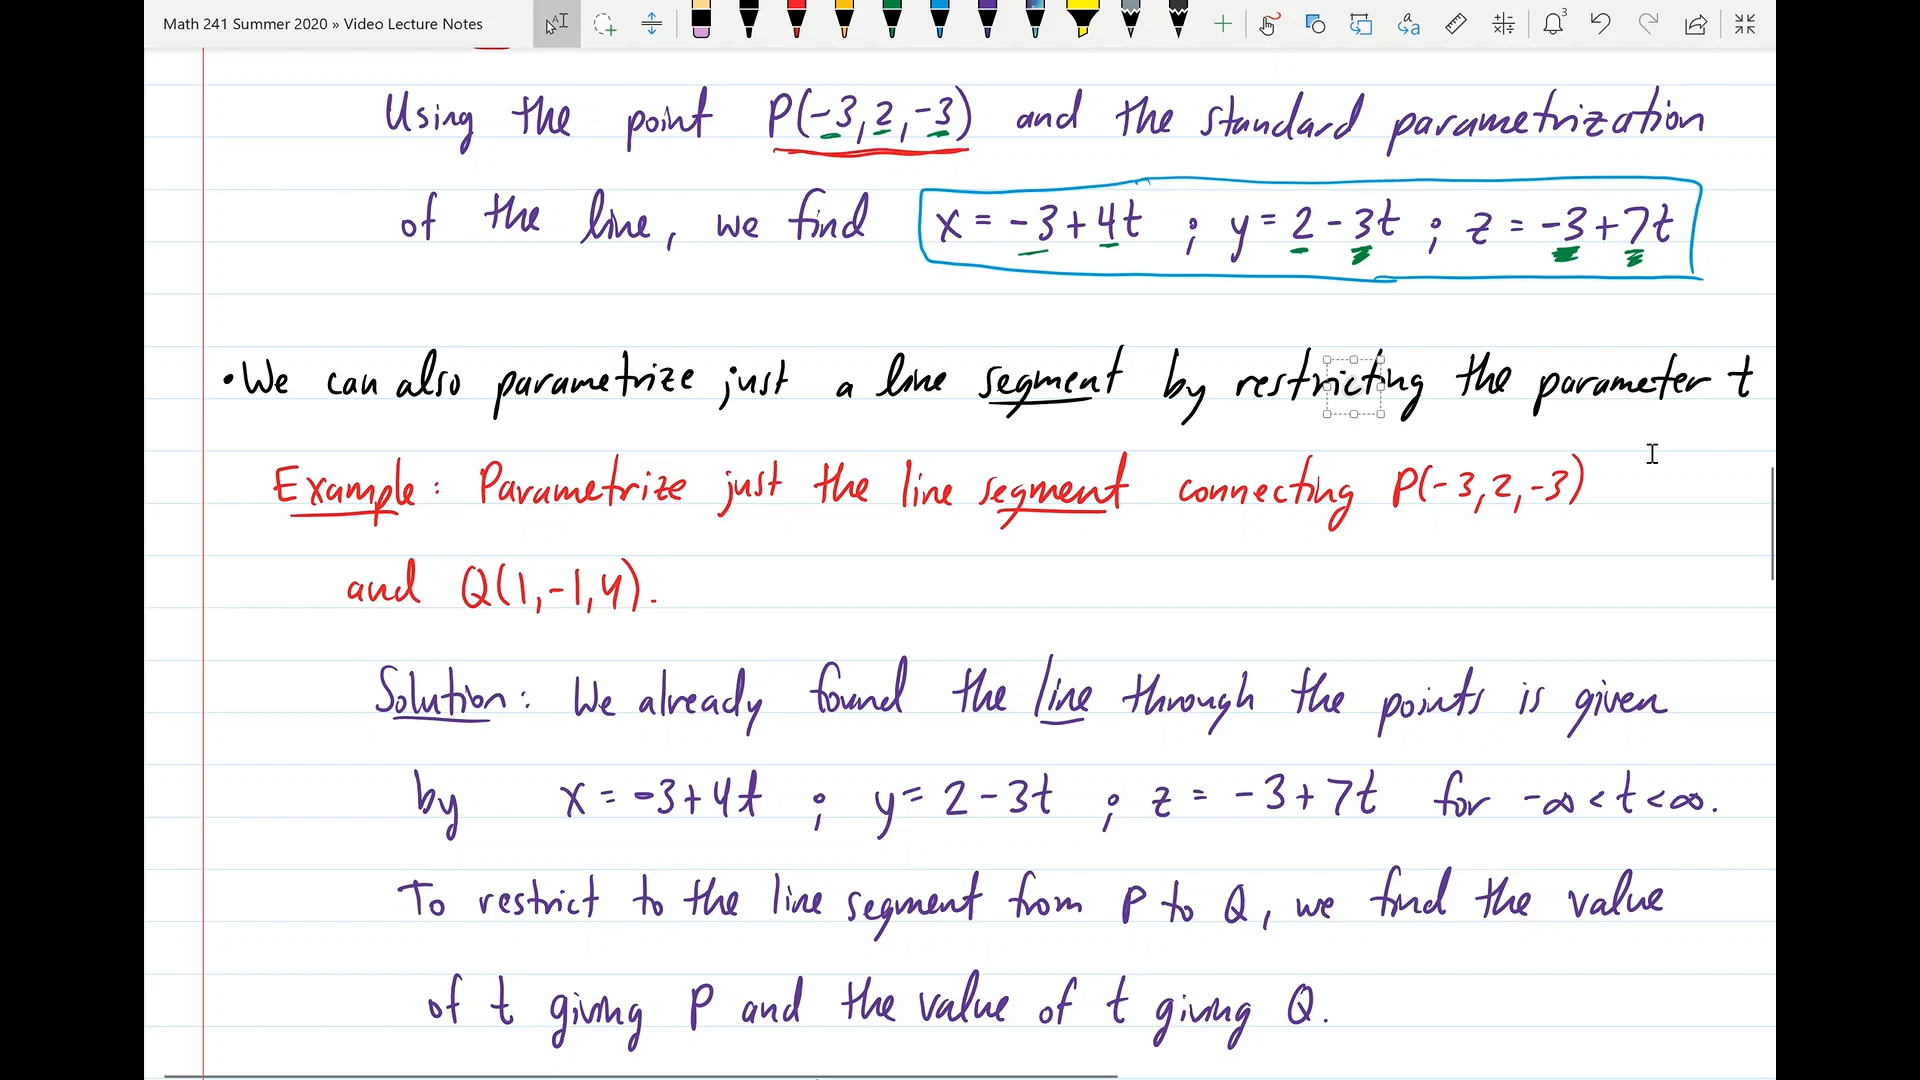 Math 241 Summer 2020 » Video Lecture Notes
3
Using the point P(-3,2,-3) and the standard parametrization
of the line, we find x = -3+4t ; y = 2-3t ; z = -3+7t
• We can also parametrize just a line segment by restricting the parameter t
Example: Parametrize just the line segment connecting P(-3,2,-3)
and Q(1,-1,4).
Solution: We already found the line through the points is given
by x = -3+4t ; y = 2-3t ; z = -3+7t for -∞<t<∞.
To restrict to the line segment from P to Q, we find the value
of t giving P and the value of t giving Q.